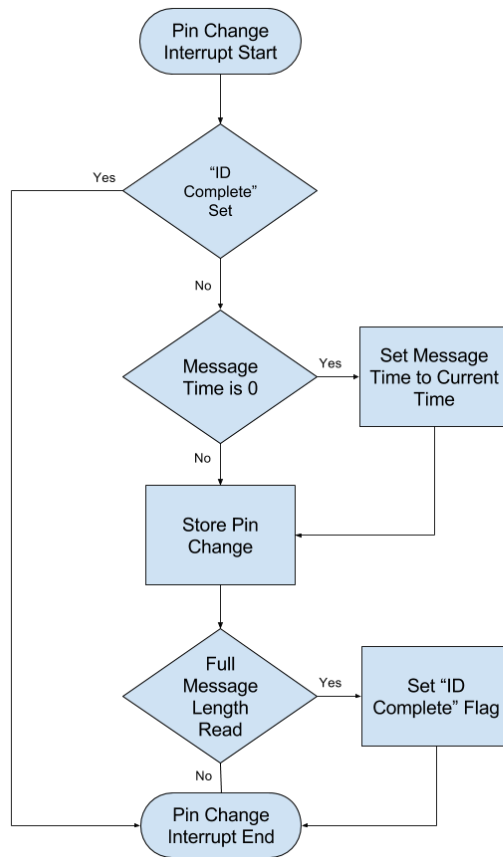 Pin Change
Interrupt Start
Yes
“ID
Complete”
Set
No
Message
Time is 0
Yes
Set Message
Time to Current
Time
No
Store Pin
Change
Full
Message
Length
Read
Yes
Set “ID
Complete” Flag
No
Pin Change
Interrupt End